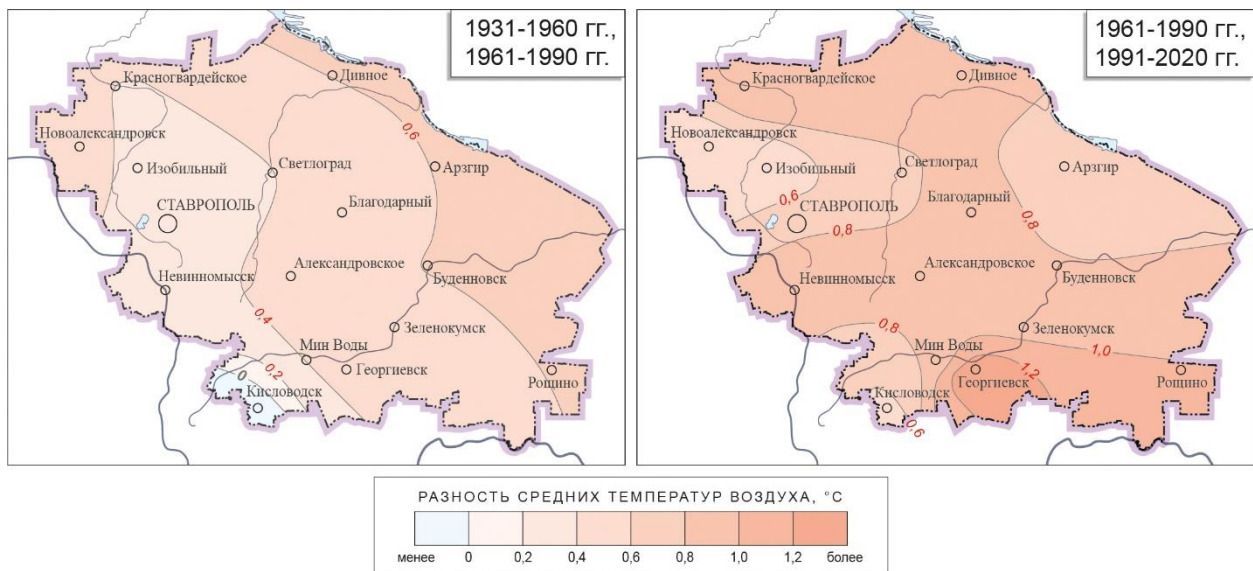 1931-1960 гг.,
1961-1990 гг.
Дивное
Красногвардейское
0,6
Новоалександровск
Изобильный
Светлоград
Арзгир
СТАВРОПОЛЬ
Благодарный
Невинномысск
Александровское
Буденновск
0,4
Зеленокумск
Мин Воды
0,2
0
Георгиевск
Рощино
Кисловодск
1961-1990 гг.,
1991-2020 гг.
Дивное
Красногвардейское
Новоалександровск
Изобильный
Светлоград
Арзгир
0,6
СТАВРОПОЛЬ
Благодарный
0,8
0,8
Невинномысск
Александровское
Буденновск
0,8
Зеленокумск
1,0
Мин Воды
1,2
Георгиевск
Рощино
Кисловодск
0,6
РАЗНОСТЬ СРЕДНИХ ТЕМПЕРАТУР ВОЗДУХА, °С
менее 0 0,2 0,4 0,6 0,8 1,0 1,2 более